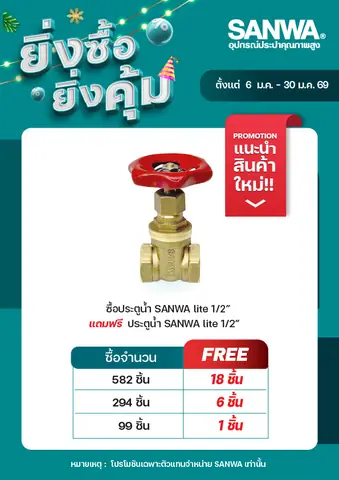 ยิ่งซื้อ
ยิ่งคุ้ม
SANWA®
อุปกรณ์ประปาคุณภาพสูง
ตั้งแต่ 6 ม.ค. - 30 ม.ค. 69
PROMOTION
แนะนำ
สินค้า
ใหม่!!
SANWA
ซื้อประตูน้ำ SANWA lite 1/2”
แถมฟรี ประตูน้ำ SANWA lite 1/2”
ซื้อจำนวน FREE
582 ชิ้น 18 ชิ้น
294 ชิ้น 6 ชิ้น
99 ชิ้น 1 ชิ้น
หมายเหตุ : โปรโมชันเฉพาะตัวแทนจำหน่าย SANWA เท่านั้น